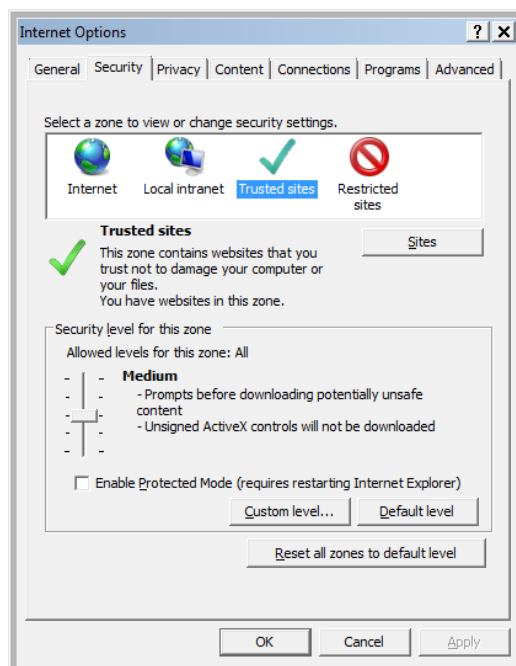 Internet Options
General Security Privacy Content Connections Programs Advanced
Select a zone to view or change security settings.
Internet Local intranet Trusted sites Restricted
sites
Trusted sites
Sites
This zone contains websites that you
trust not to damage your computer or
your files.
You have websites in this zone.
Security level for this zone
Allowed levels for this zone: All
Medium
- Prompts before downloading potentially unsafe
content
- Unsigned ActiveX controls will not be downloaded
Enable Protected Mode (requires restarting Internet Explorer)
Custom level... Default level
Reset all zones to default level
OK Cancel Apply